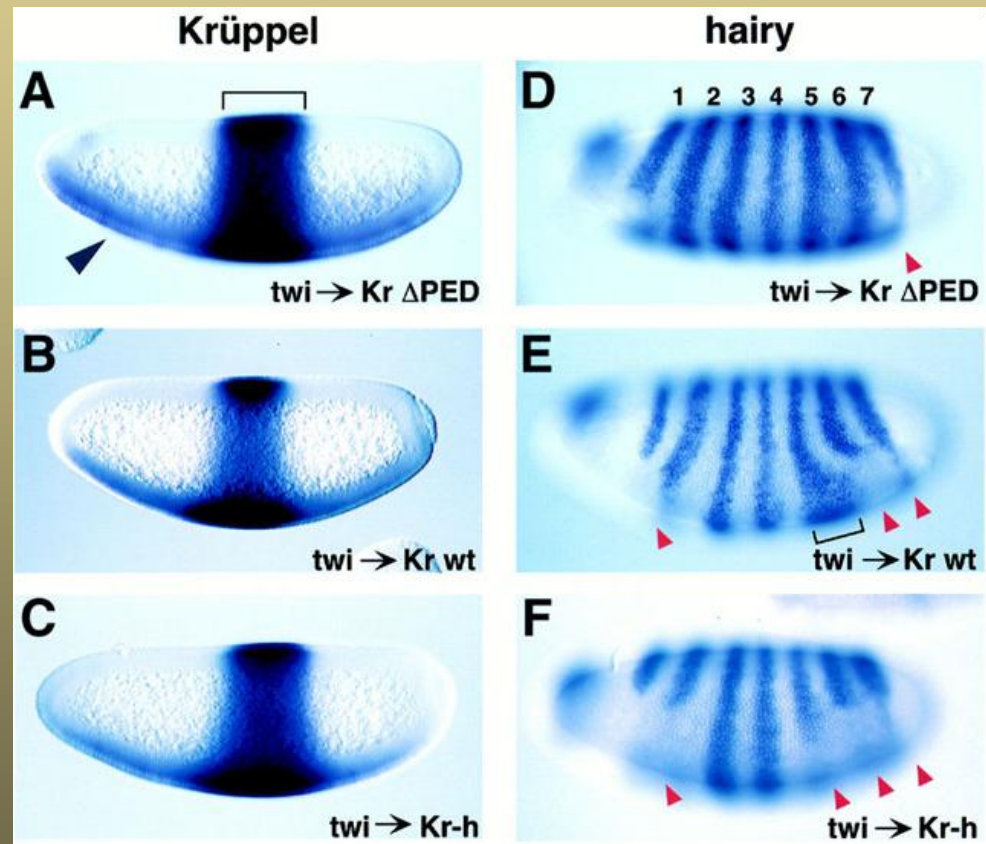 Krüppel
hairy
A
twi → Kr ΔPED
D
1 2 3 4 5 6 7
twi → Kr ΔPED
B
twi → Kr wt
E
twi → Kr wt
C
twi → Kr-h
F
twi → Kr-h